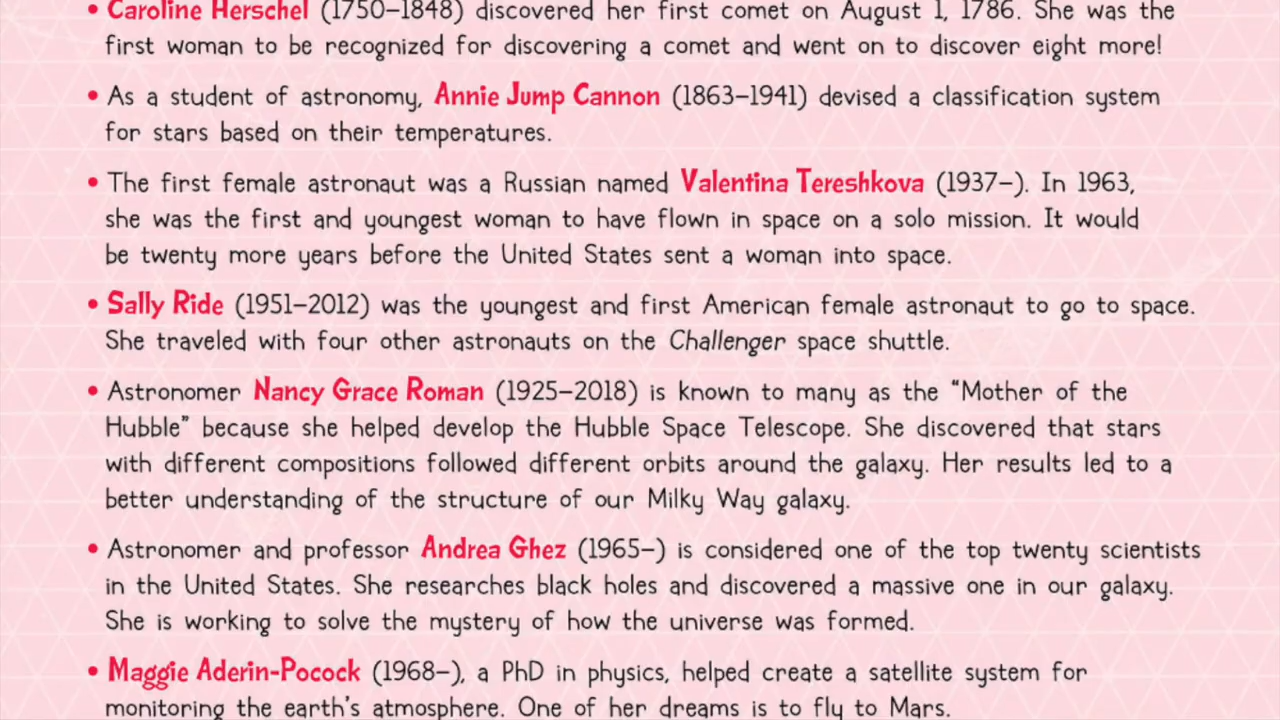 • Caroline Herschel (1750–1848) discovered her first comet on August 1, 1786. She was the
first woman to be recognized for discovering a comet and went on to discover eight more!
• As a student of astronomy, Annie Jump Cannon (1863–1941) devised a classification system
for stars based on their temperatures.
• The first female astronaut was a Russian named Valentina Tereshkova (1937–). In 1963,
she was the first and youngest woman to have flown in space on a solo mission. It would
be twenty more years before the United States sent a woman into space.
• Sally Ride (1951–2012) was the youngest and first American female astronaut to go to space.
She traveled with four other astronauts on the Challenger space shuttle.
• Astronomer Nancy Grace Roman (1925–2018) is known to many as the “Mother of the
Hubble” because she helped develop the Hubble Space Telescope. She discovered that stars
with different compositions followed different orbits around the galaxy. Her results led to a
better understanding of the structure of our Milky Way galaxy.
• Astronomer and professor Andrea Ghez (1965–) is considered one of the top twenty scientists
in the United States. She researches black holes and discovered a massive one in our galaxy.
She is working to solve the mystery of how the universe was formed.
• Maggie Aderin-Pocock (1968–), a PhD in physics, helped create a satellite system for
monitoring the earth’s atmosphere. One of her dreams is to fly to Mars.